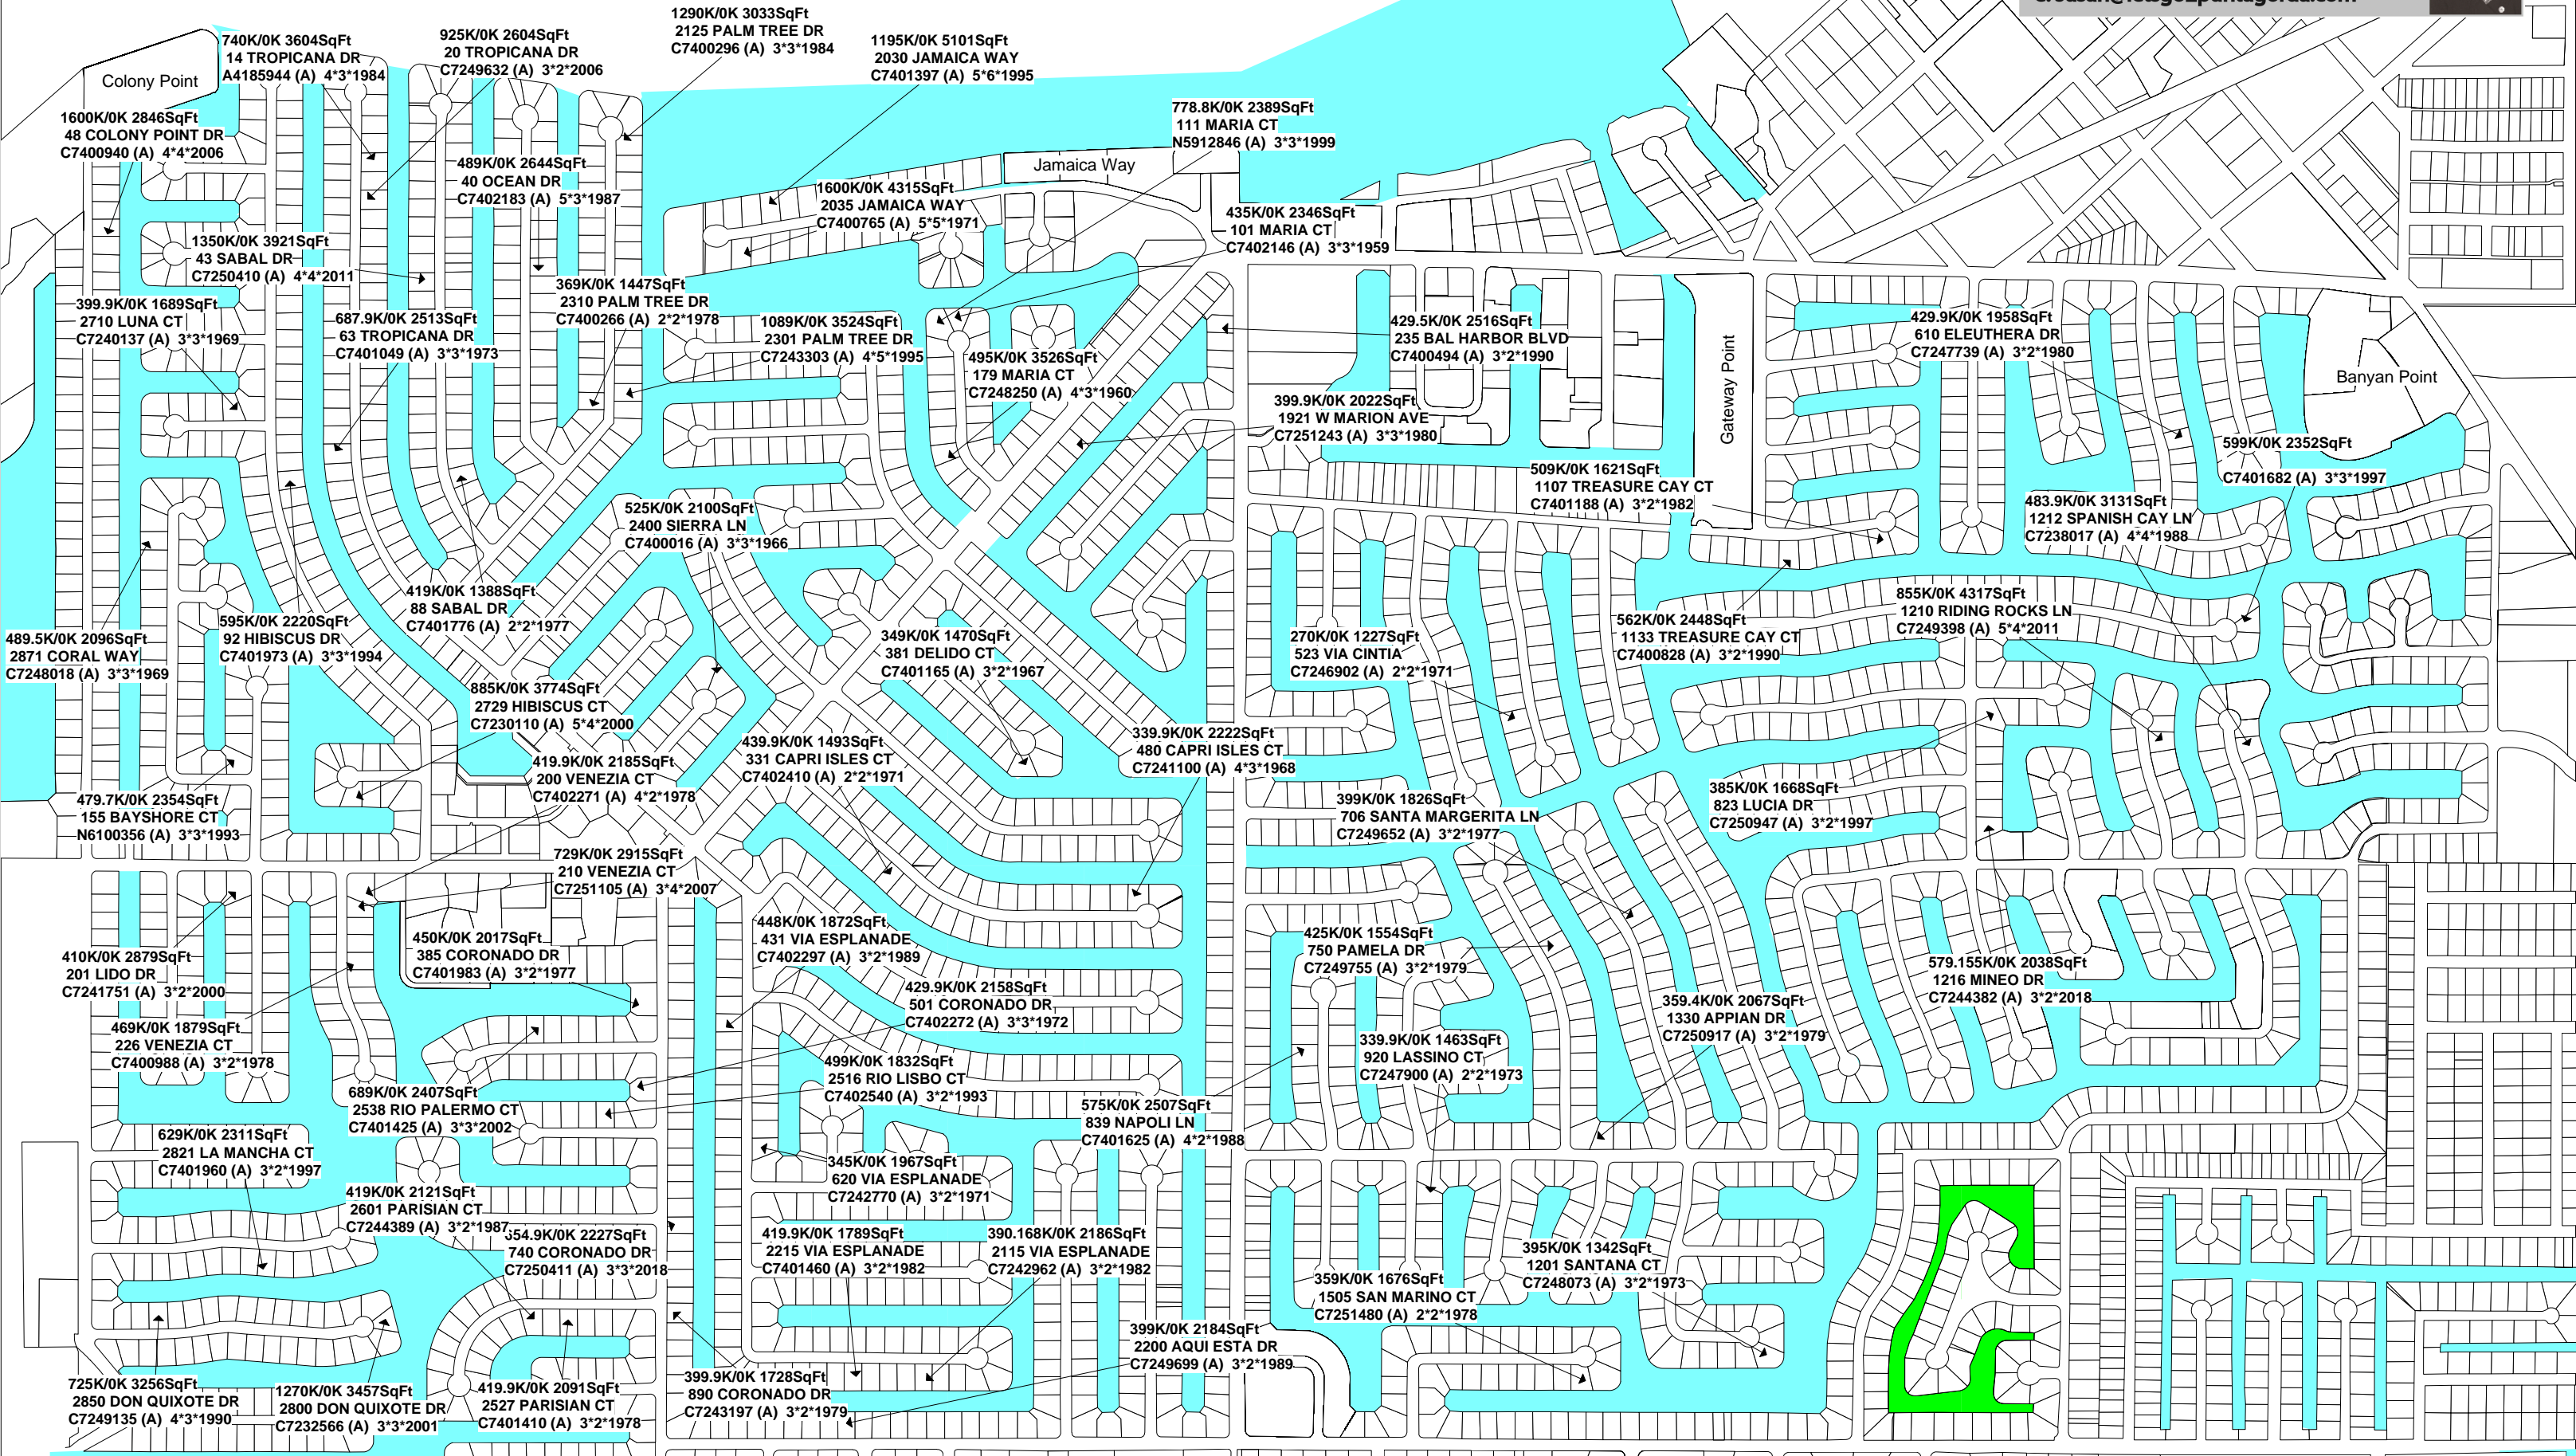 Colony Point
740K/0K 3604SqFt
14 TROPICANA DR
A4185944 (A) 4*3*1984
925K/0K 2604SqFt
20 TROPICANA DR
C7249632 (A) 3*2*2006
1290K/0K 3033SqFt
2125 PALM TREE DR
C7400296 (A) 3*3*1984
1195K/0K 5101SqFt
2030 JAMAICA WAY
C7401397 (A) 5*6*1995
1600K/0K 2846SqFt
48 COLONY POINT DR
C7400940 (A) 4*4*2006
778.8K/0K 2389SqFt
111 MARIA CT
N5912846 (A) 3*3*1999
489K/0K 2644SqFt
40 OCEAN DR
C7402183 (A) 5*3*1987
Jamaica Way
1600K/0K 4315SqFt
2035 JAMAICA WAY
C7400765 (A) 5*5*1971
435K/0K 2346SqFt
101 MARIA CT
C7402146 (A) 3*3*1959
1350K/0K 3921SqFt
43 SABAL DR
C7250410 (A) 4*4*2011
369K/0K 1447SqFt
2310 PALM TREE DR
C7400266 (A) 2*2*1978
399.9K/0K 1689SqFt
2710 LUNA CT
C7240137 (A) 3*3*1969
687.9K/0K 2513SqFt
63 TROPICANA DR
C7401049 (A) 3*3*1973
1089K/0K 3524SqFt
2301 PALM TREE DR
C7243303 (A) 4*5*1995
495K/0K 3526SqFt
179 MARIA CT
C7248250 (A) 4*3*1960
429.5K/0K 2516SqFt
235 BAL HARBOR BLVD
C7400494 (A) 3*2*1990
Gateway Point
429.9K/0K 1958SqFt
610 ELEUTHERA DR
C7247739 (A) 3*2*1980
Banyan Point
399.9K/0K 2022SqFt
1921 W MARION AVE
C7251243 (A) 3*3*1980
509K/0K 1621SqFt
1107 TREASURE CAY CT
C7401188 (A) 3*2*1982
599K/0K 2352SqFt
C7401682 (A) 3*3*1997
525K/0K 2100SqFt
2400 SIERRA LN
C7400016 (A) 3*3*1966
483.9K/0K 3131SqFt
1212 SPANISH CAY LN
C7238017 (A) 4*4*1988
419K/0K 1388SqFt
88 SABAL DR
C7401776 (A) 2*2*1977
855K/0K 4317SqFt
1210 RIDING ROCKS LN
C7249398 (A) 5*4*2011
489.5K/0K 2096SqFt
2871 CORAL WAY
C7248018 (A) 3*3*1969
595K/0K 2220SqFt
92 HIBISCUS DR
C7401973 (A) 3*3*1994
349K/0K 1470SqFt
381 DELIDO CT
C7401165 (A) 3*2*1967
270K/0K 1227SqFt
523 VIA CINTIA
C7246902 (A) 2*2*1971
562K/0K 2448SqFt
1133 TREASURE CAY CT
C7400828 (A) 3*2*1990
885K/0K 3774SqFt
2729 HIBISCUS CT
C7230110 (A) 5*4*2000
439.9K/0K 1493SqFt
331 CAPRI ISLES CT
C7402410 (A) 2*2*1971
339.9K/0K 2222SqFt
480 CAPRI ISLES CT
C7241100 (A) 4*3*1968
419.9K/0K 2185SqFt
200 VENEZIA CT
C7402271 (A) 4*2*1978
479.7K/0K 2354SqFt
155 BAYSHORE CT
N6100356 (A) 3*3*1993
399K/0K 1826SqFt
706 SANTA MARGERITA LN
C7249652 (A) 3*2*1977
385K/0K 1668SqFt
823 LUCIA DR
C7250947 (A) 3*2*1997
729K/0K 2915SqFt
210 VENEZIA CT
C7251105 (A) 3*4*2007
448K/0K 1872SqFt
431 VIA ESPLANADE
C7402297 (A) 3*2*1989
450K/0K 2017SqFt
385 CORONADO DR
C7401983 (A) 3*2*1977
425K/0K 1554SqFt
750 PAMELA DR
C7249755 (A) 3*2*1979
410K/0K 2879SqFt
201 LIDO DR
C7241751 (A) 3*2*2000
579.155K/0K 2038SqFt
1216 MINEO DR
C7244382 (A) 3*2*2018
429.9K/0K 2158SqFt
501 CORONADO DR
C7402272 (A) 3*3*1972
359.4K/0K 2067SqFt
1330 APPIAN DR
C7250917 (A) 3*2*1979
469K/0K 1879SqFt
226 VENEZIA CT
C7400988 (A) 3*2*1978
499K/0K 1832SqFt
2516 RIO LISBO CT
C7402540 (A) 3*2*1993
339.9K/0K 1463SqFt
920 LASSINO CT
C7247900 (A) 2*2*1973
689K/0K 2407SqFt
2538 RIO PALERMO CT
C7401425 (A) 3*3*2002
575K/0K 2507SqFt
839 NAPOLI LN
C7401625 (A) 4*2*1988
629K/0K 2311SqFt
2821 LA MANCHA CT
C7401960 (A) 3*2*1997
345K/0K 1967SqFt
620 VIA ESPLANADE
C7242770 (A) 3*2*1971
419K/0K 2121SqFt
2601 PARISIAN CT
C7244389 (A) 3*2*1987
654.9K/0K 2227SqFt
740 CORONADO DR
C7250411 (A) 3*3*2018
419.9K/0K 1789SqFt
2215 VIA ESPLANADE
C7401460 (A) 3*2*1982
390.168K/0K 2186SqFt
2115 VIA ESPLANADE
C7242962 (A) 3*2*1982
395K/0K 1342SqFt
1201 SANTANA CT
C7248073 (A) 3*2*1973
359K/0K 1676SqFt
1505 SAN MARINO CT
C7251480 (A) 2*2*1978
399K/0K 2184SqFt
2200 AQUI ESTA DR
C7249699 (A) 3*2*1989
725K/0K 3256SqFt
2850 DON QUIXOTE DR
C7249135 (A) 4*3*1990
1270K/0K 3457SqFt
2800 DON QUIXOTE DR
C7232566 (A) 3*3*2001
419.9K/0K 2091SqFt
2527 PARISIAN CT
C7401410 (A) 3*2*1978
399.9K/0K 1728SqFt
890 CORONADO DR
C7243197 (A) 3*2*1979